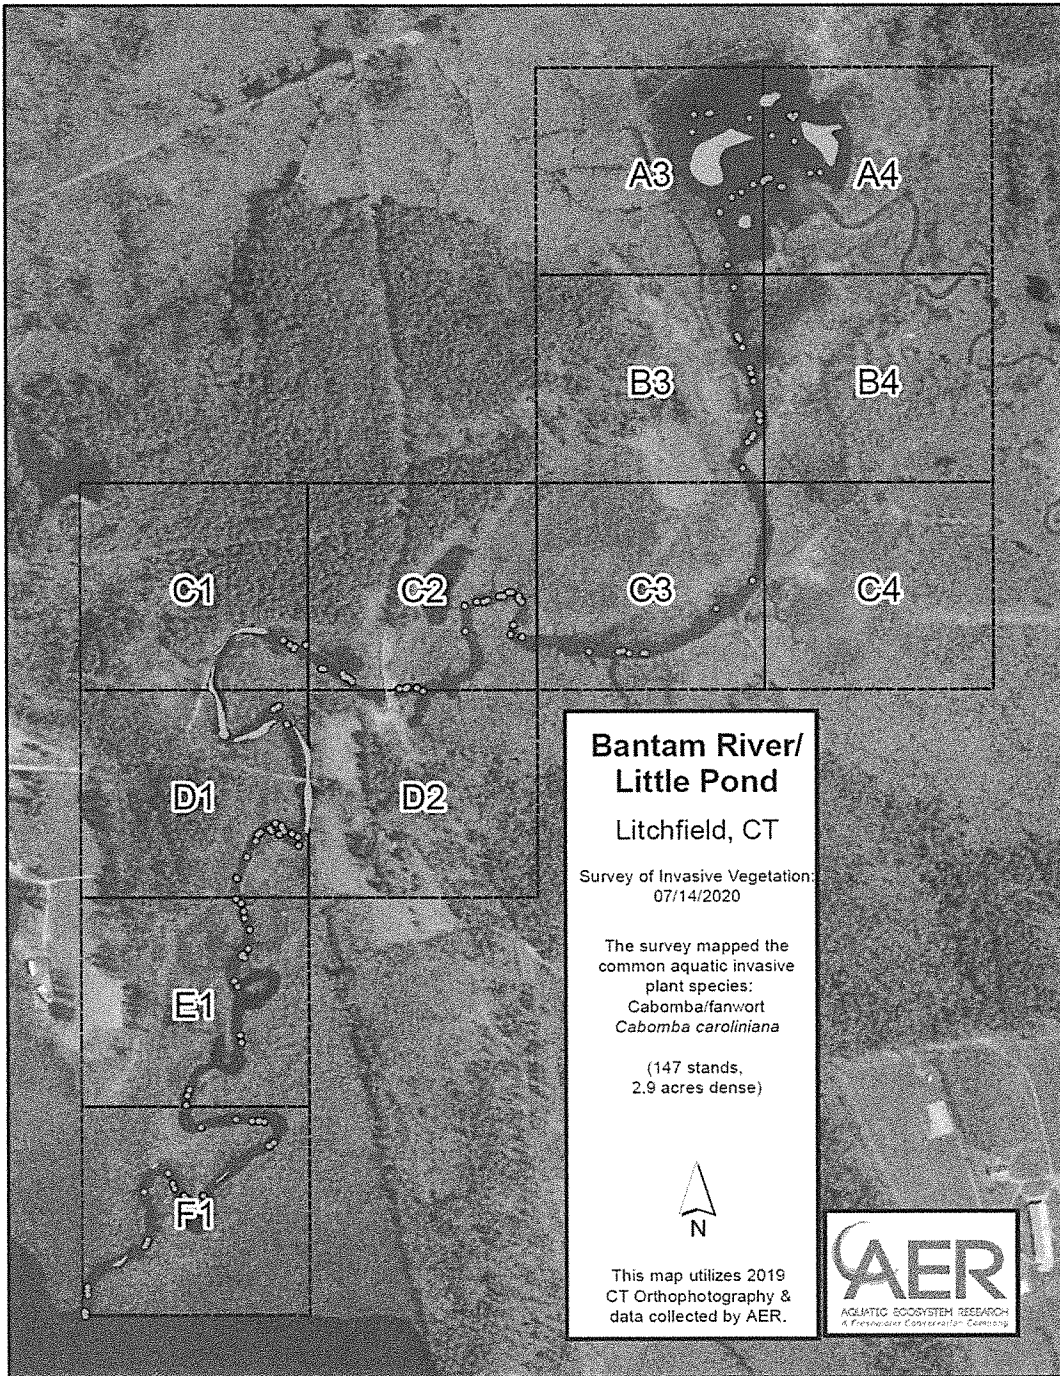 A3
A4
B3
B4
C1
C2
C3
C4
D1
D2
E1
F1
Bantam River/
Little Pond
Litchfield, CT
Survey of Invasive Vegetation:
07/14/2020
The survey mapped the
common aquatic invasive
plant species:
Cabomba/fanwort
Cabomba caroliniana
(147 stands,
2.9 acres dense)
N
This map utilizes 2019
CT Orthophotography &
data collected by AER.
AER
AQUATIC ECOSYSTEM RESEARCH
A Freshwater Conservation Company